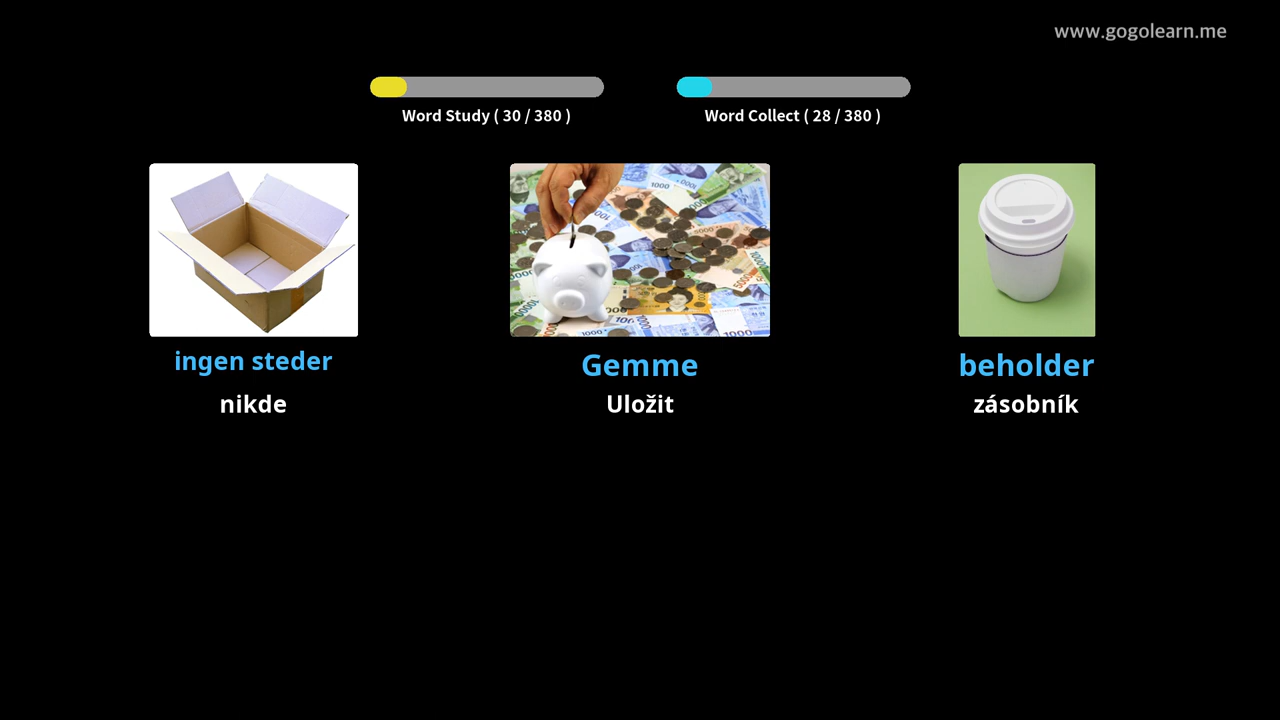 www.gogolearn.me
Word Study ( 30 / 380 )
Word Collect ( 28 / 380 )
ingen steder
nikde
Gemme
Uložit
beholder
zásobník